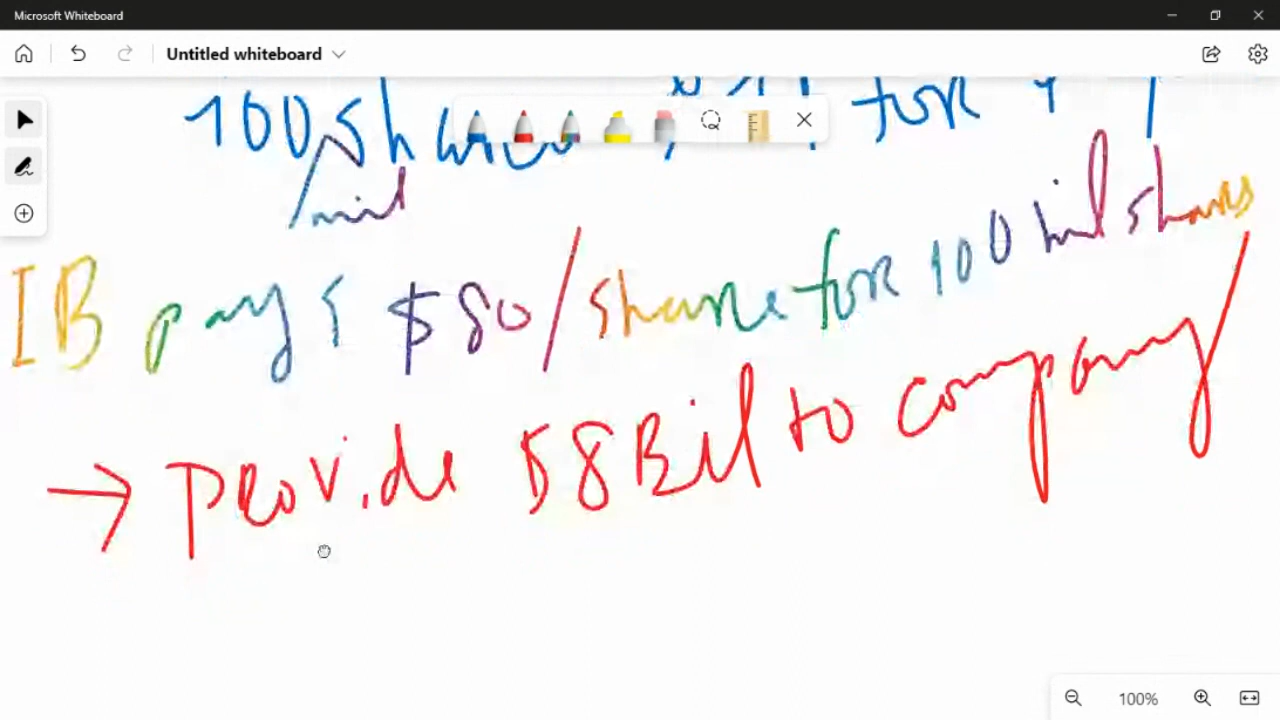 Microsoft Whiteboard
Untitled whiteboard
100 shares for
mil
IB pays $80/share for 100 mil shares
→ Provide $8Bil to company
100%